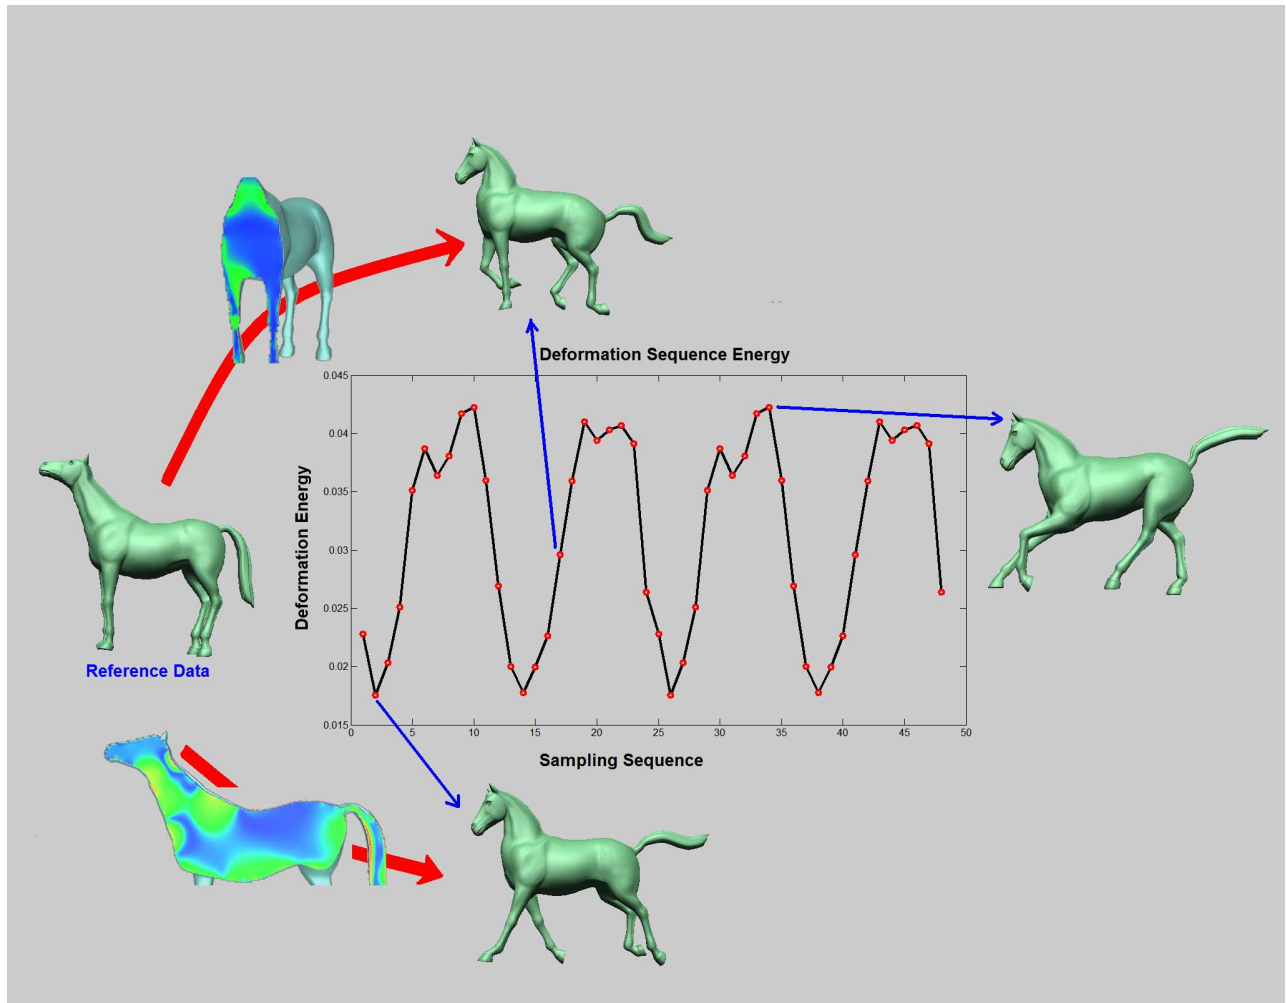 Deformation Sequence Energy
0.045
0.04
0.035
0.03
0.025
0.02
0.015
Deformation Energy
0 5 10 15 20 25 30 35 40 45 50
Sampling Sequence
Reference Data